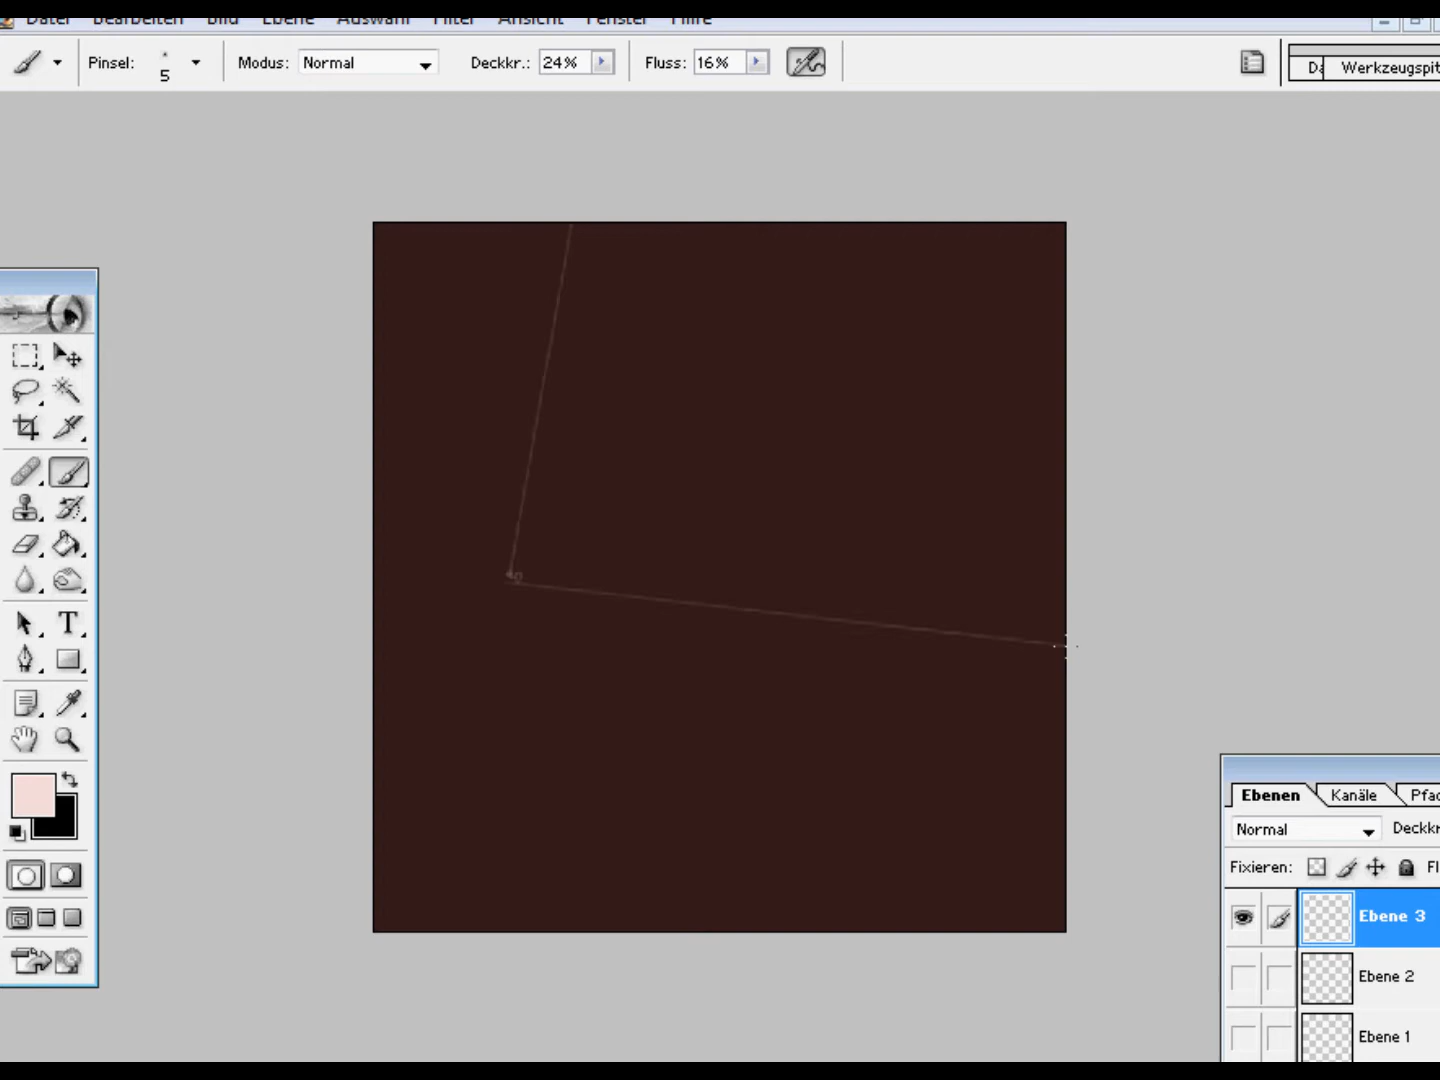 Datei Bearbeiten Bild Ebene Auswahl Filter Ansicht Fenster Hilfe
Pinsel: 5 Modus: Normal Deckkr.: 24% Fluss: 16%
Werkzeugspit
T
Ebenen Kanäle Pfad
Normal Deckkr
Fixieren: Fl
Ebene 3
Ebene 2
Ebene 1